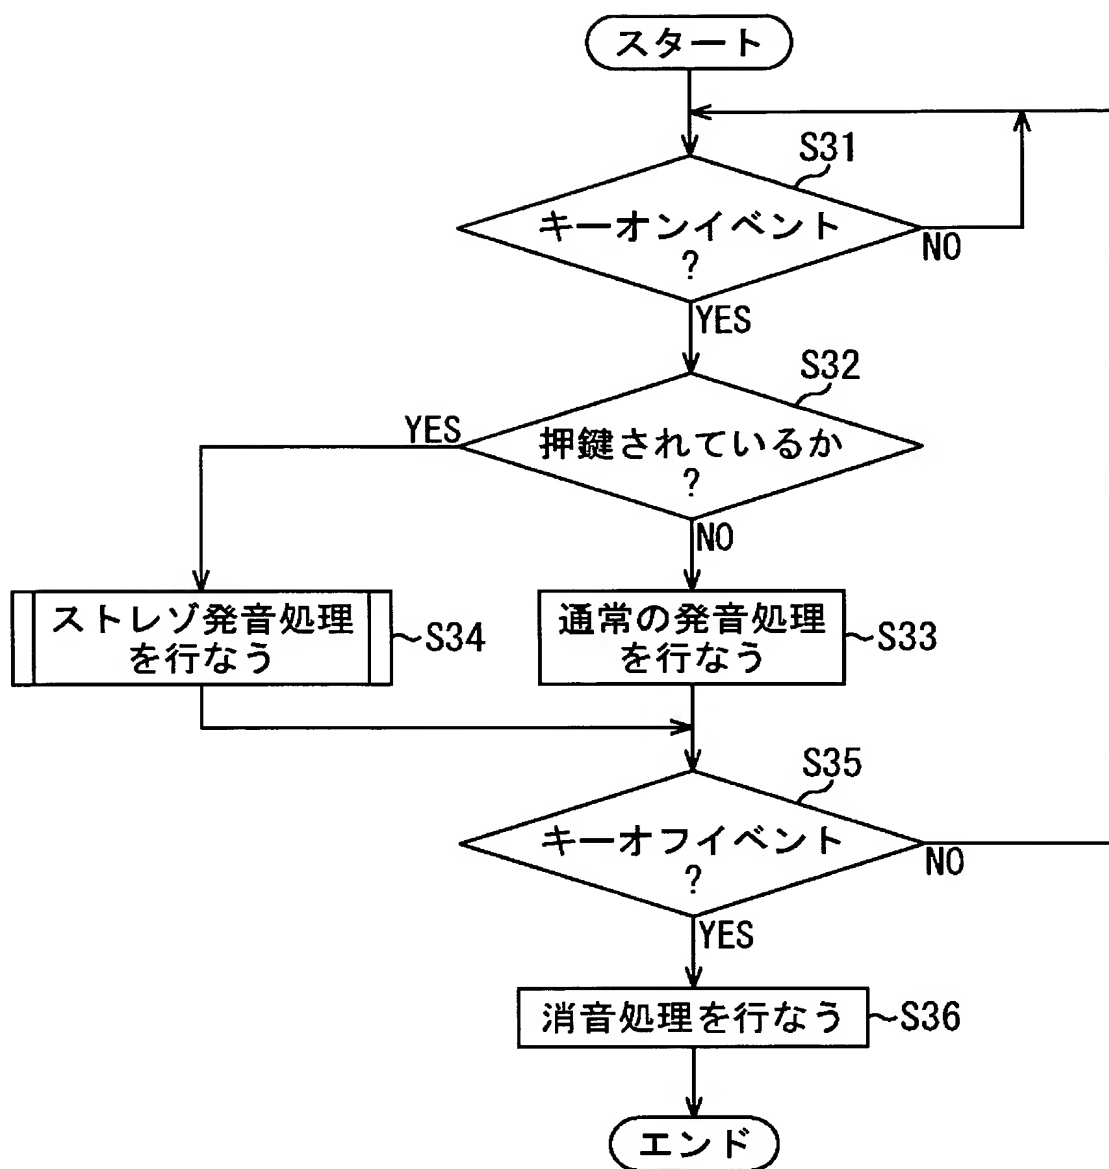 スタート
S31
キーオンイベント
?
NO
YES
S32
YES
押鍵されているか
?
NO
ストレゾ発音処理
を行なう
~S34
通常の発音処理
を行なう
~S33
S35
キーオフイベント
?
NO
YES
消音処理を行なう
~S36
エンド